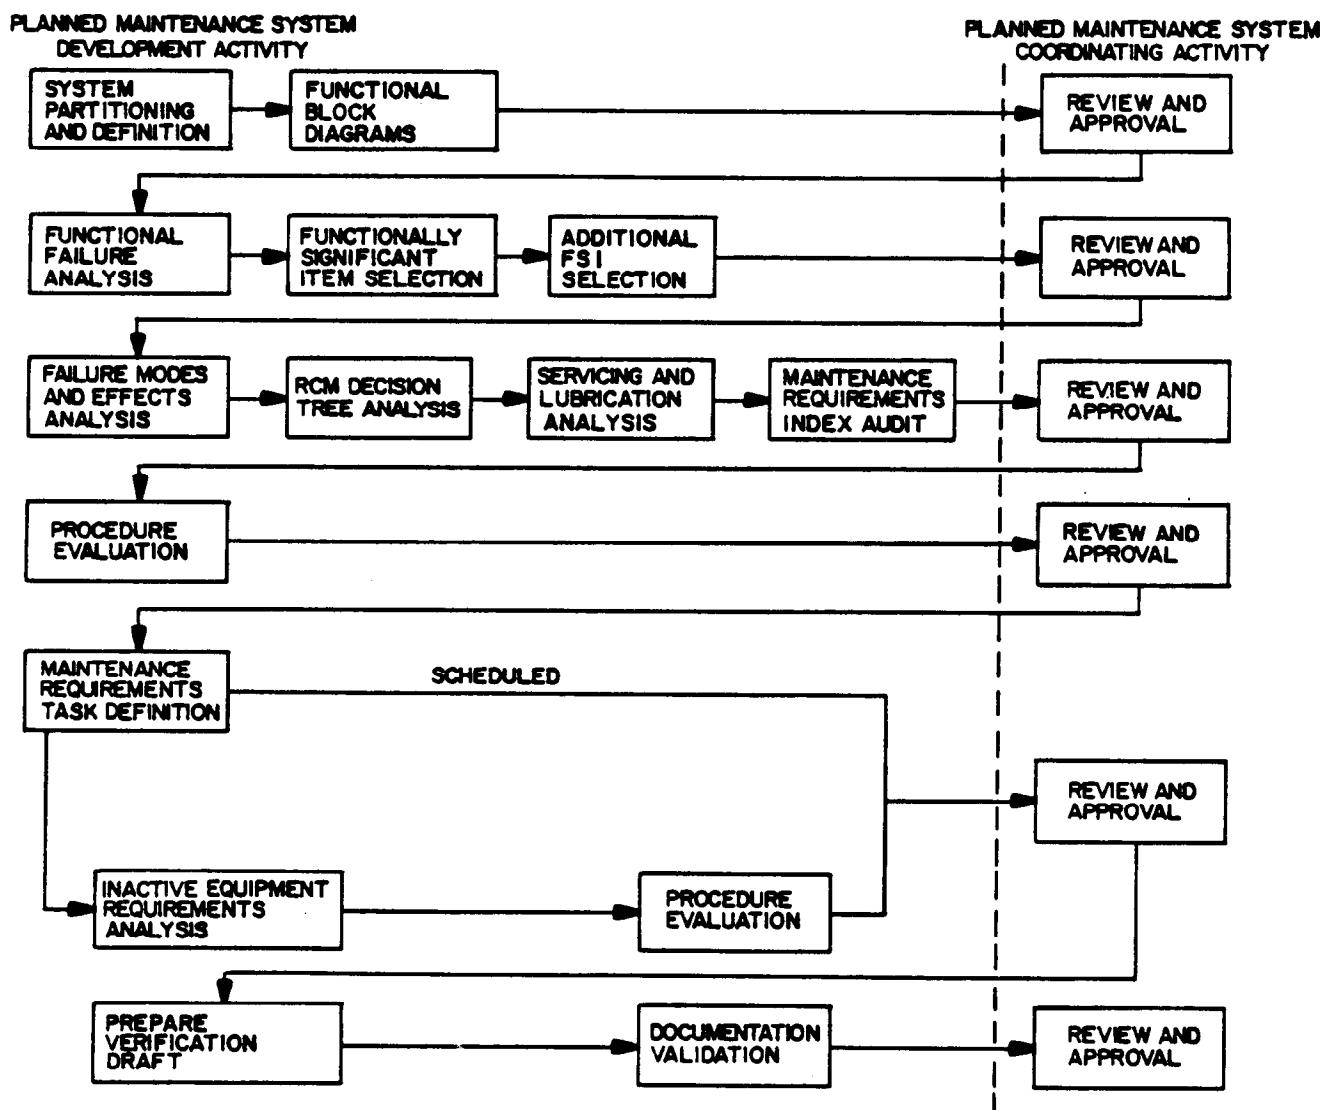 PLANNED MAINTENANCE SYSTEM
DEVELOPMENT ACTIVITY
PLANNED MAINTENANCE SYSTEM
COORDINATING ACTIVITY
SYSTEM
PARTITIONING
AND DEFINITION
FUNCTIONAL
BLOCK
DIAGRAMS
REVIEW AND
APPROVAL
FUNCTIONAL
FAILURE
ANALYSIS
FUNCTIONALLY
SIGNIFICANT
ITEM SELECTION
ADDITIONAL
FSI
SELECTION
REVIEW AND
APPROVAL
FAILURE MODES
AND EFFECTS
ANALYSIS
RCM DECISION
TREE ANALYSIS
SERVICING AND
LUBRICATION
ANALYSIS
MAINTENANCE
REQUIREMENTS
INDEX AUDIT
REVIEW AND
APPROVAL
PROCEDURE
EVALUATION
REVIEW AND
APPROVAL
MAINTENANCE
REQUIREMENTS
TASK DEFINITION
SCHEDULED
REVIEW AND
APPROVAL
INACTIVE EQUIPMENT
REQUIREMENTS
ANALYSIS
PROCEDURE
EVALUATION
PREPARE
VERIFICATION
DRAFT
DOCUMENTATION
VALIDATION
REVIEW AND
APPROVAL